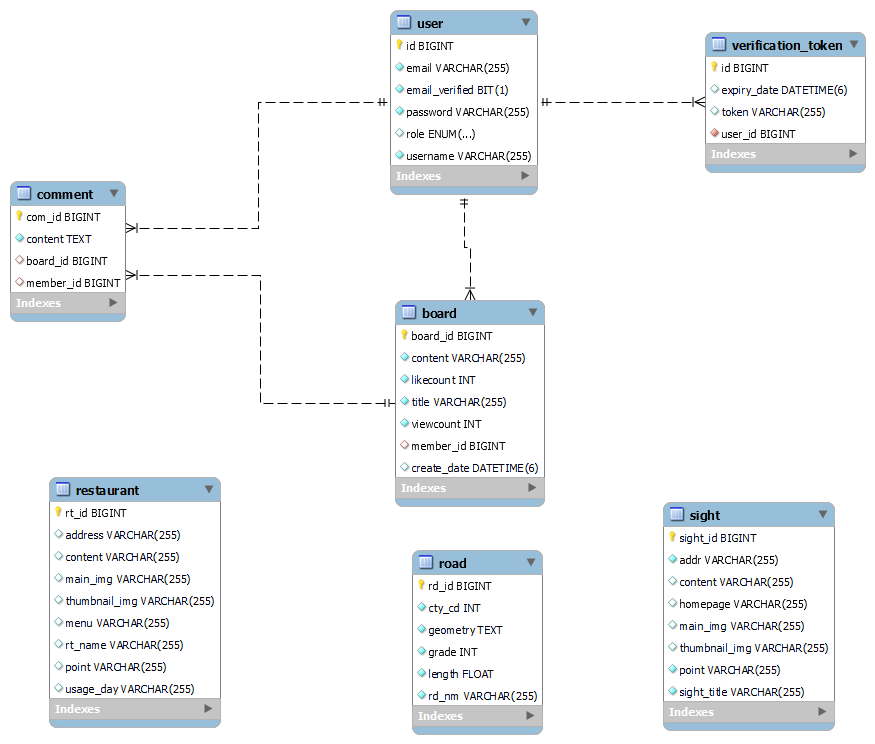 user
id BIGINT
email VARCHAR(255)
email_verified BIT(1)
password VARCHAR(255)
role ENUM(...)
username VARCHAR(255)
Indexes
verification_token
id BIGINT
expiry_date DATETIME(6)
token VARCHAR(255)
user_id BIGINT
Indexes
comment
com_id BIGINT
content TEXT
board_id BIGINT
member_id BIGINT
Indexes
board
board_id BIGINT
content VARCHAR(255)
likecount INT
title VARCHAR(255)
viewcount INT
member_id BIGINT
create_date DATETIME(6)
Indexes
restaurant
rt_id BIGINT
address VARCHAR(255)
content VARCHAR(255)
main_img VARCHAR(255)
thumbnail_img VARCHAR(255)
menu VARCHAR(255)
rt_name VARCHAR(255)
point VARCHAR(255)
usage_day VARCHAR(255)
Indexes
road
rd_id BIGINT
cty_cd INT
geometry TEXT
grade INT
length FLOAT
rd_nm VARCHAR(255)
Indexes
sight
sight_id BIGINT
addr VARCHAR(255)
content VARCHAR(255)
homepage VARCHAR(255)
main_img VARCHAR(255)
thumbnail_img VARCHAR(255)
point VARCHAR(255)
sight_title VARCHAR(255)
Indexes